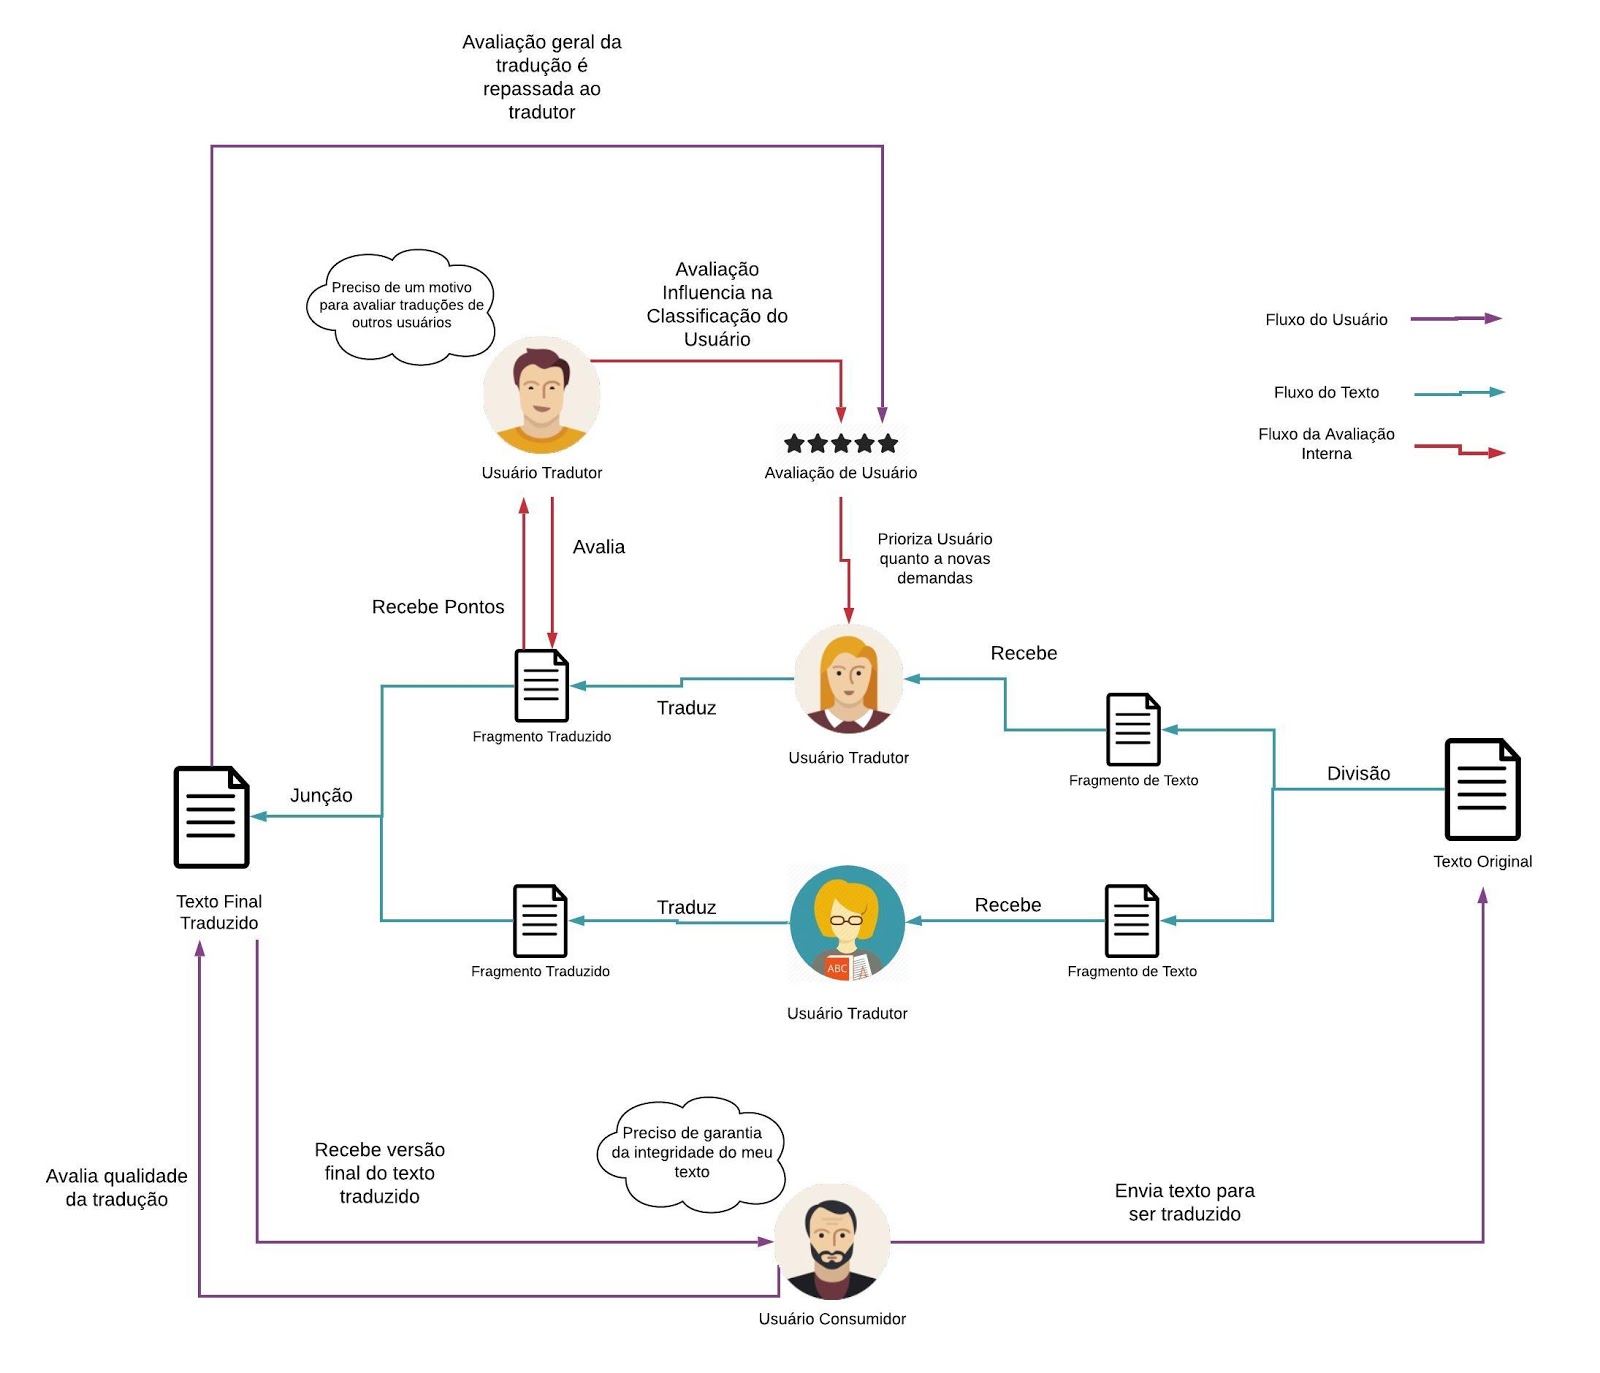 Avaliação geral da
tradução é
repassada ao
tradutor
Preciso de um motivo
para avaliar traduções de
outros usuários
Avaliação
Influencia na
Classificação do
Usuário
Fluxo do Usuário
Fluxo do Texto
Fluxo da Avaliação
Interna
Usuário Tradutor
Avaliação de Usuário
Avalia
Prioriza Usuário
quanto a novas
demandas
Recebe Pontos
Recebe
Traduz
Fragmento Traduzido
Usuário Tradutor
Fragmento de Texto
Divisão
Junção
Texto Original
Texto Final
Traduzido
Traduz
Recebe
ABC
A
Fragmento Traduzido
Fragmento de Texto
Usuário Tradutor
Preciso de garantia
da integridade do meu
texto
Recebe versão
final do texto
traduzido
Avalia qualidade
da tradução
Envia texto para
ser traduzido
Usuário Consumidor